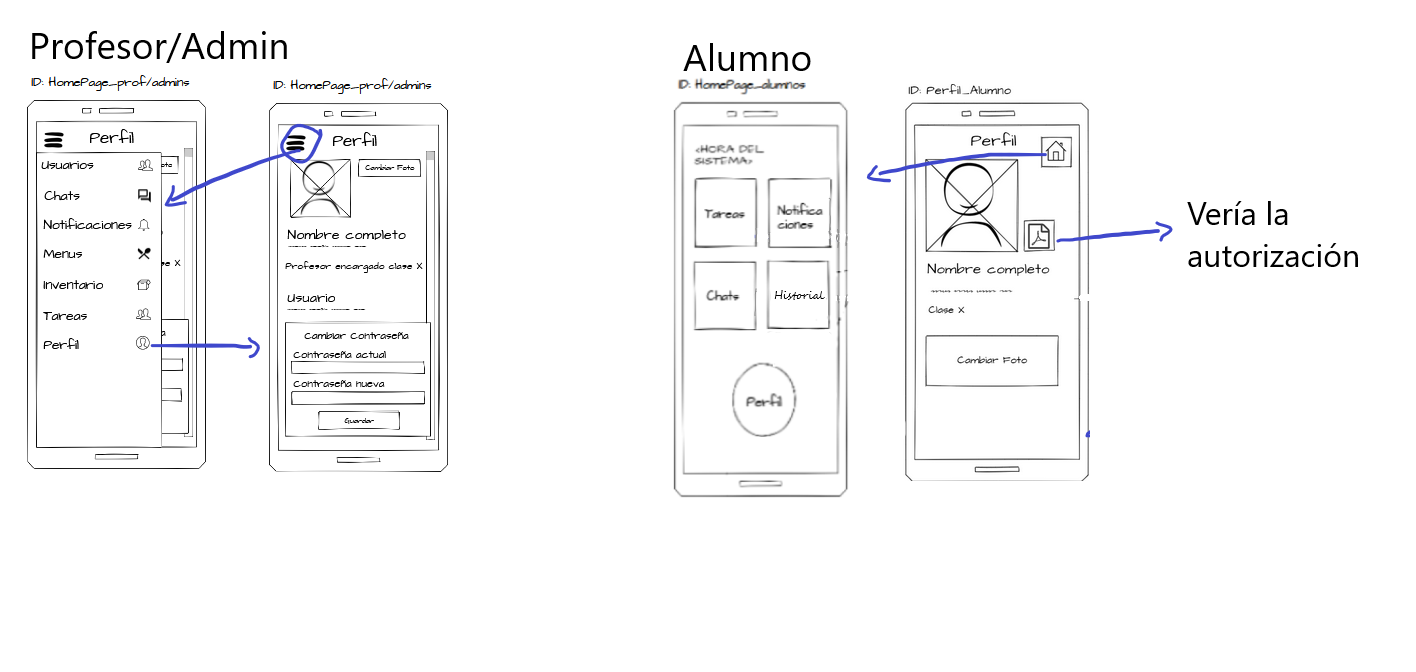 Profesor/Admin
ID: HomePage_prof/admins
Perfil
Usuarios
oto
Chats
Notificaciones
Menus
se X
Inventario
Tareas
a
Perfil
ID: HomePage_prof/admins
Perfil
Cambiar Foto
Nombre completo
Profesor encargado clase X
Usuario
Cambiar Contraseña
Contraseña actual
Contraseña nueva
Guardar
Alumno
ID: HomePage_alumnos
<HORA DEL
SISTEMA>
Tareas
Notifica
ciones
Chats
Historial
Perfil
ID: Perfil_Alumno
Perfil
Nombre completo
Clase X
Cambiar Foto
Vería la
autorización